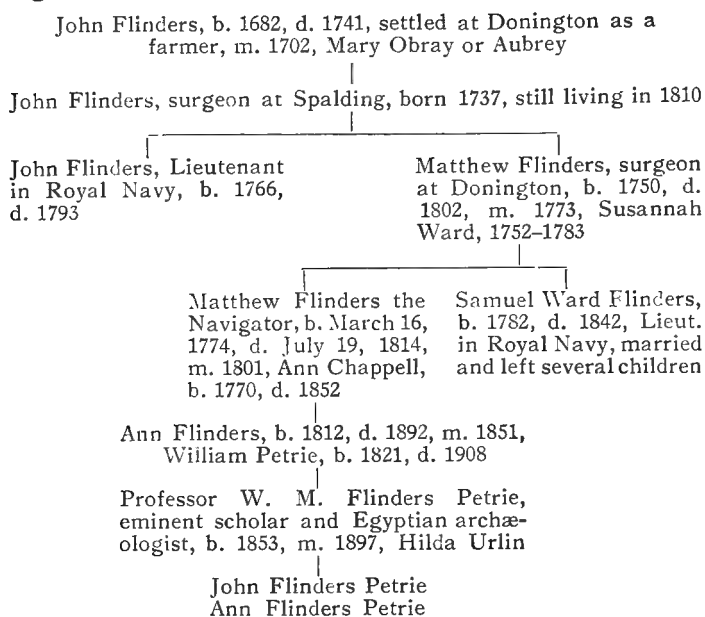 John Flinders, b. 1682, d. 1741, settled at Donington as a
farmer, m. 1702, Mary Obray or Aubrey
John Flinders, surgeon at Spalding, born 1737, still living in 1810
John Flinders, Lieutenant
in Royal Navy, b. 1766,
d. 1793
Matthew Flinders, surgeon
at Donington, b. 1750, d.
1802, m. 1773, Susannah
Ward, 1752–1783
Matthew Flinders the
Navigator, b. March 16,
1774, d. July 19, 1814,
m. 1801, Ann Chappell,
b. 1770, d. 1852
Samuel Ward Flinders,
b. 1782, d. 1842, Lieut.
in Royal Navy, married
and left several children
Ann Flinders, b. 1812, d. 1892, m. 1851,
William Petrie, b. 1821, d. 1908
Professor W. M. Flinders Petrie,
eminent scholar and Egyptian archæ-
ologist, b. 1853, m. 1897, Hilda Urlin
John Flinders Petrie
Ann Flinders Petrie